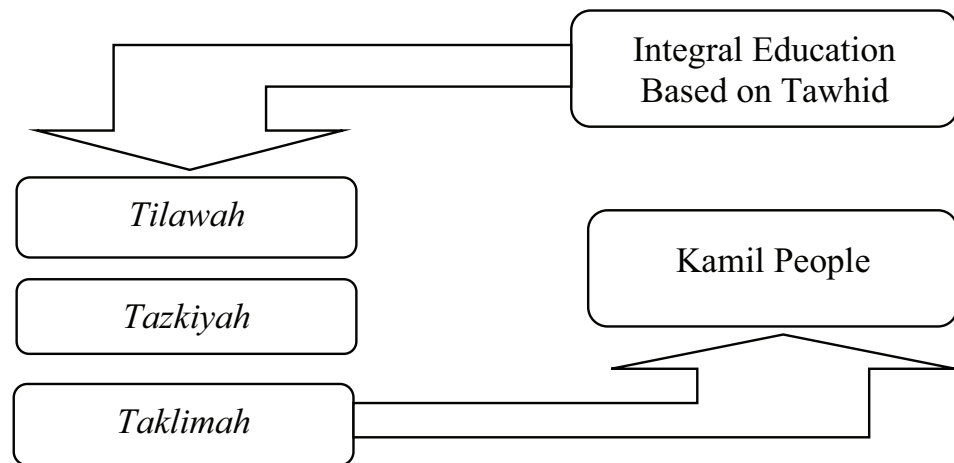 Integral Education
Based on Tawhid
Tilawah
Tazkiyah
Taklimah
Kamil People